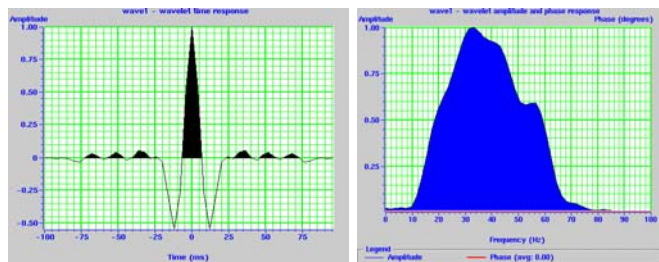 wave1 - wavelet time response
Amplitude
1.00
0.75
0.50
0.25
0
-0.25
-0.50
-100 -75 -50 -25 0 25 50 75
Time (ms)
wave1 - wavelet amplitude and phase response
Amplitude Phase (degrees)
1.00
0.75
0.50
0.25
0 10 20 30 40 50 60 70 80 90 100
Frequency (Hz)
Legend
Amplitude Phase (avg: 0.00)